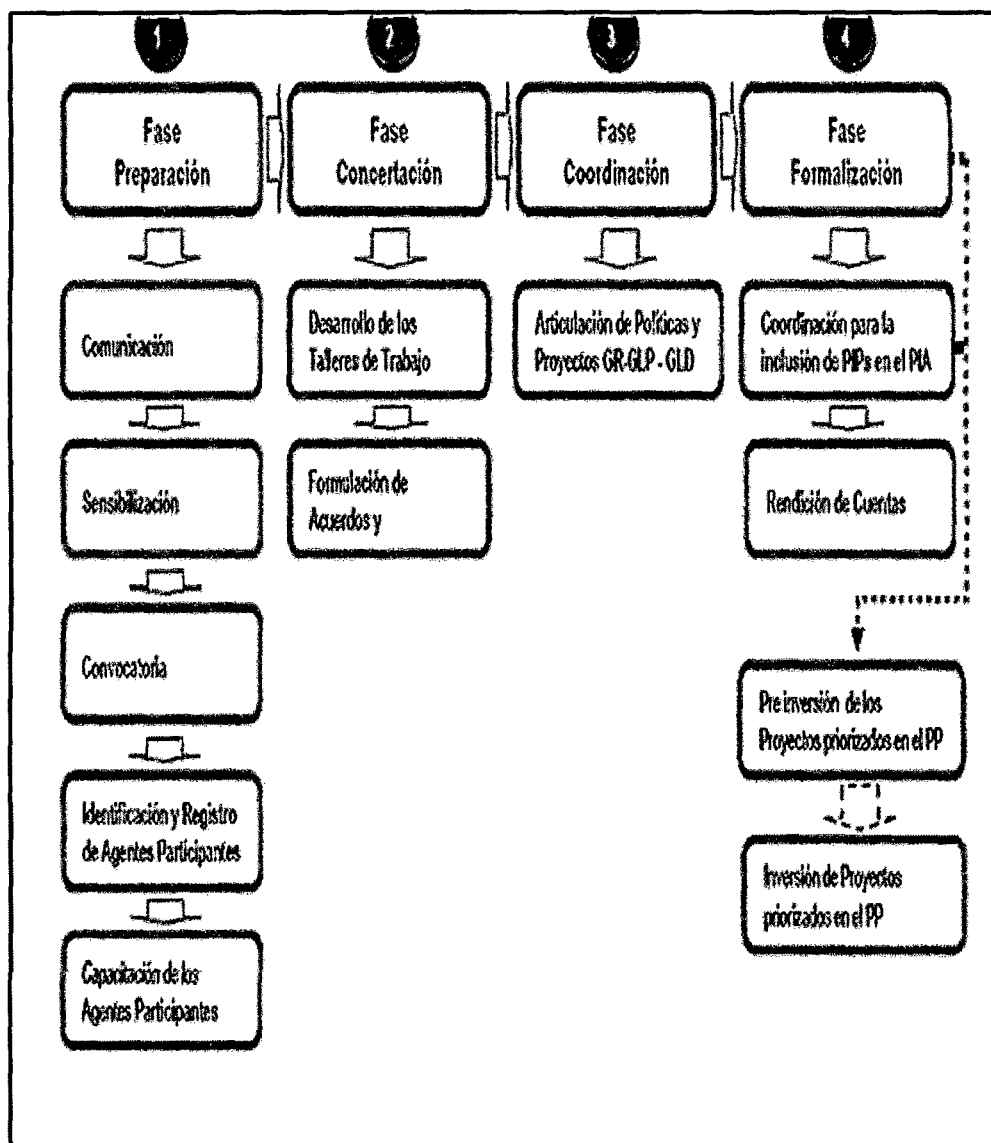 1
2
3
4
Fase
Preparación
Fase
Concertación
Fase
Coordinación
Fase
Formalización
Comunicación
Sensibilización
Convocatoria
Identificación y Registro
de Agentes Participantes
Capacitación de los
Agentes Participantes
Desarrollo de los
Talleres de Trabajo
Formulación de
Acuerdos y
Articulación de Políticas y
Proyectos GR-GLP - GLD
Coordinación para la
inclusión de PIPs en el PIA
Rendición de Cuentas
Pre inversión de los
Proyectos priorizados en el PP
Inversión de Proyectos
priorizados en el PP